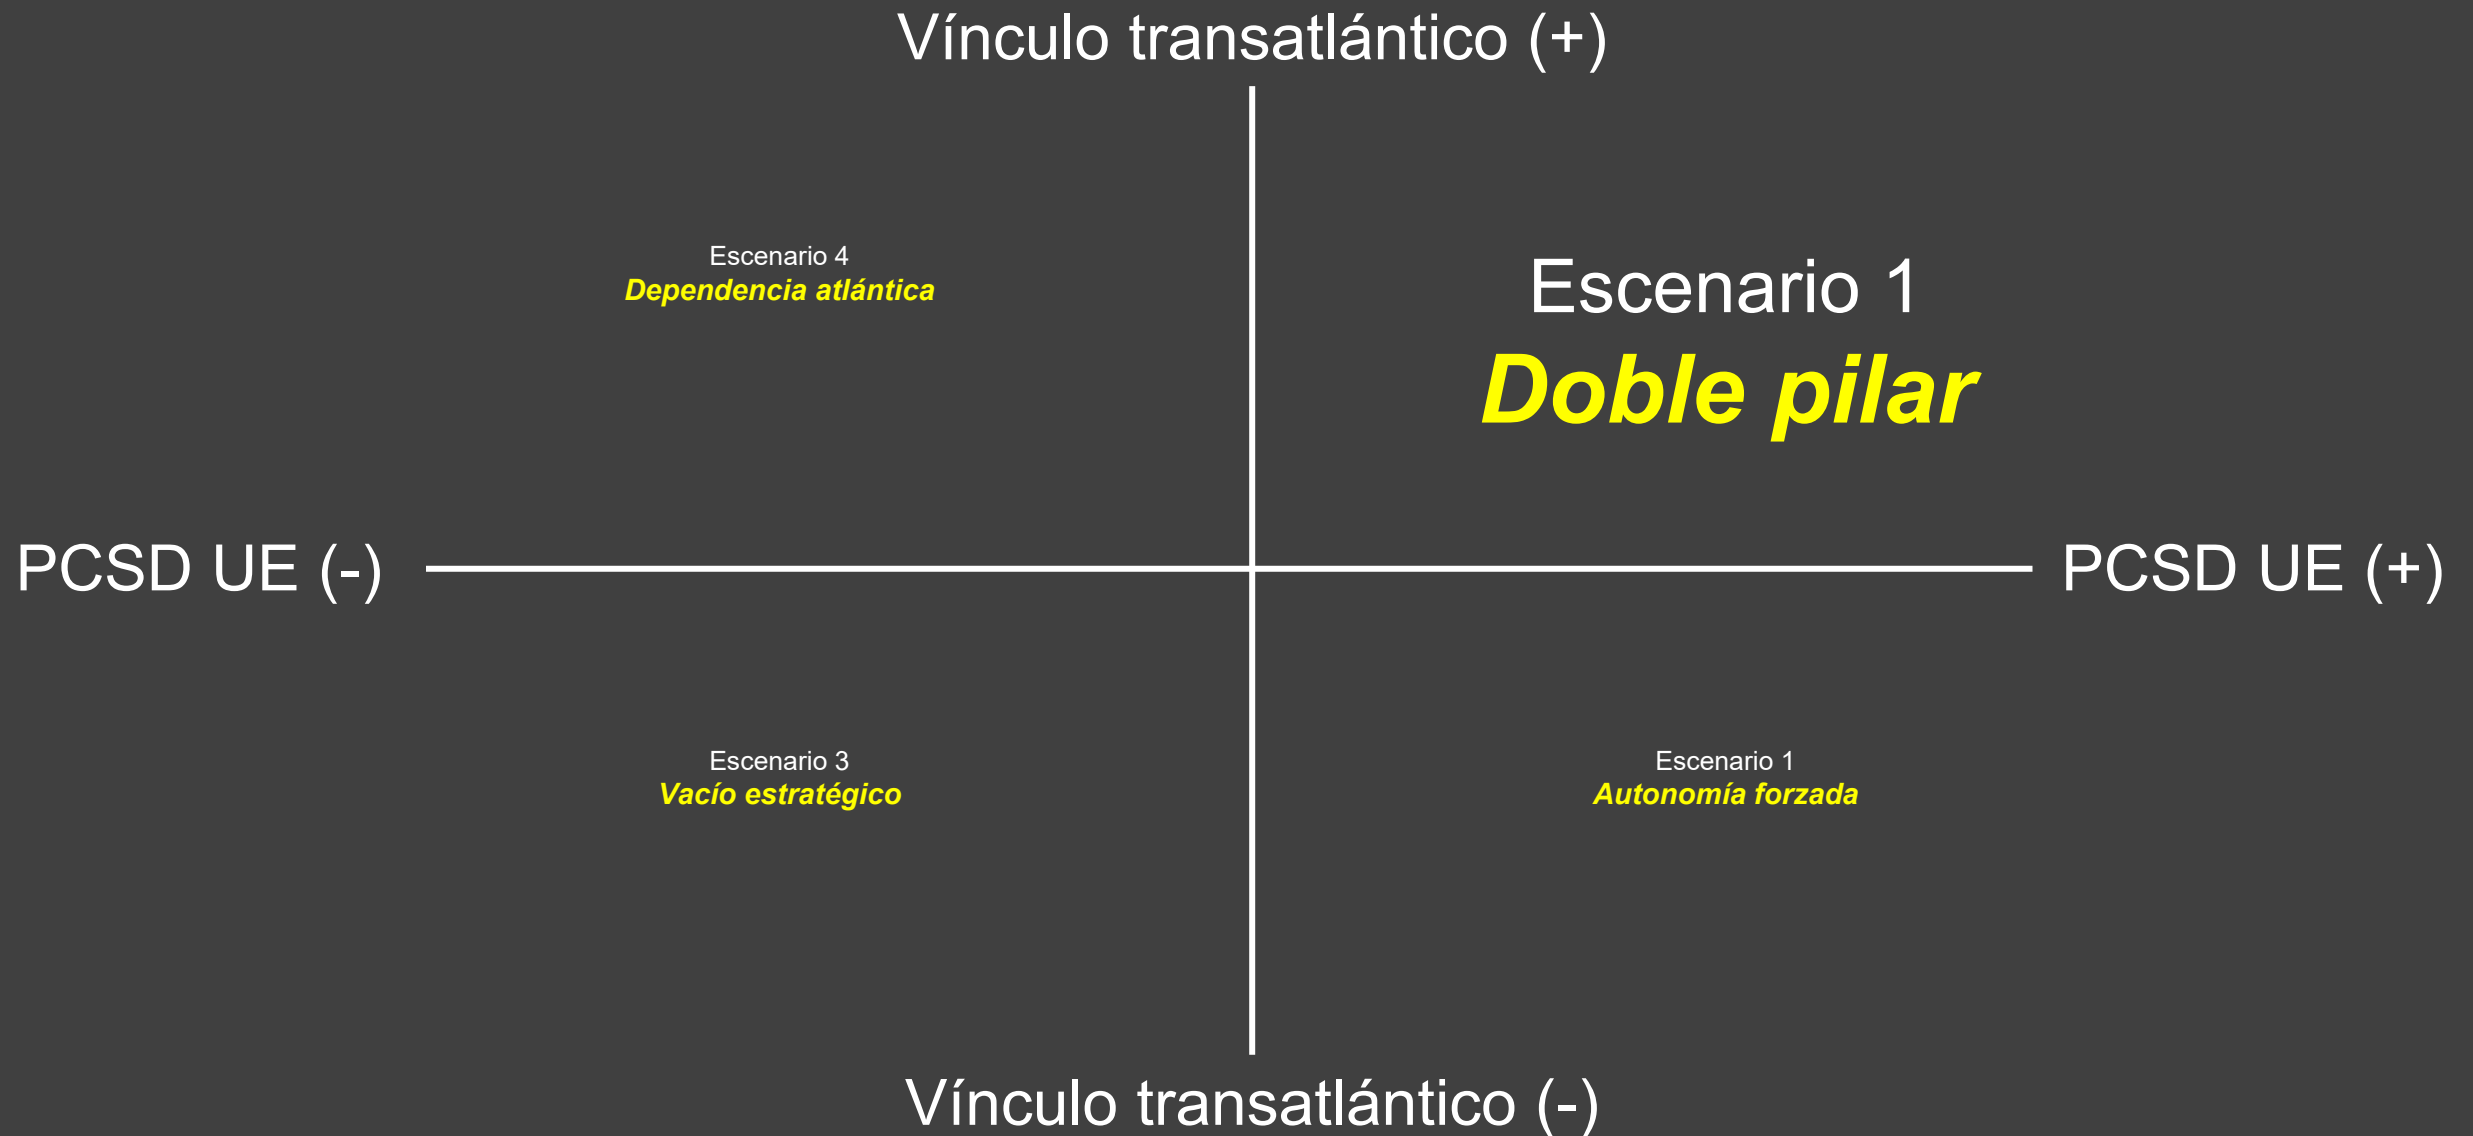 Vínculo transatlántico (+)
Escenario 4
Dependencia atlántica
Escenario 1
Doble pilar
PCSD UE (-)
PCSD UE (+)
Escenario 3
Vacío estratégico
Escenario 1
Autonomía forzada
Vínculo transatlántico (-)